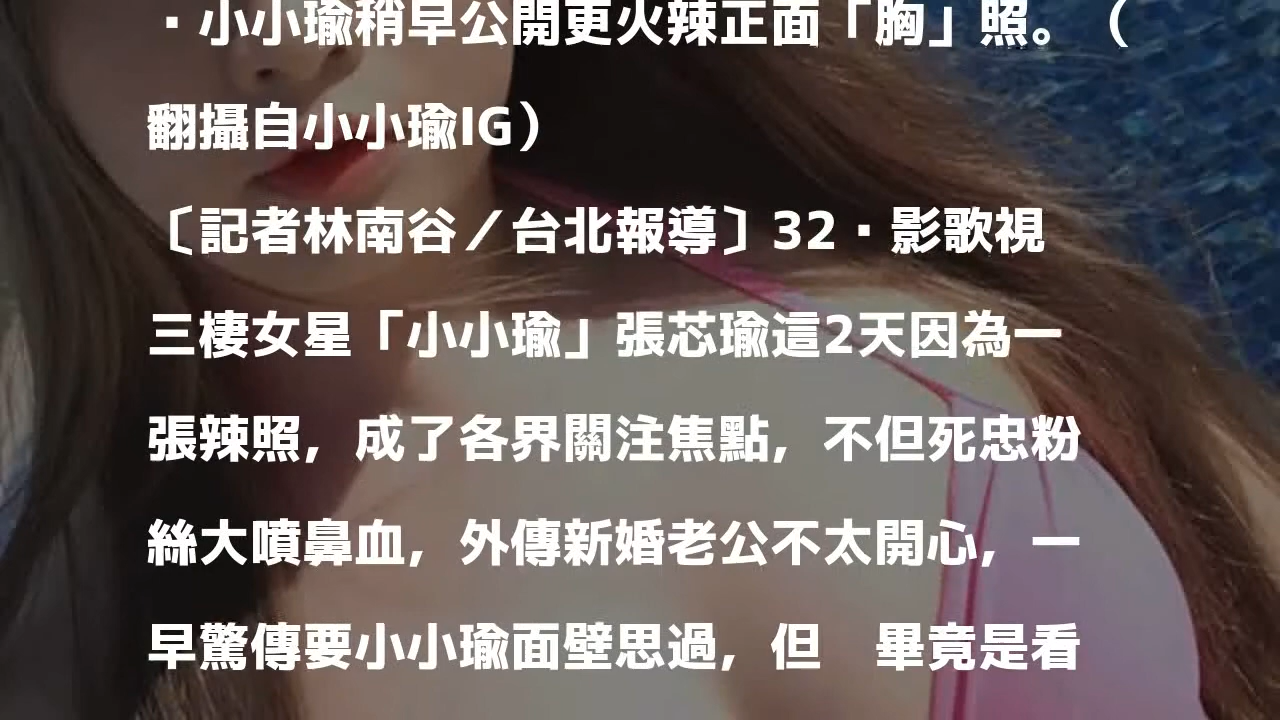 ▪小小瑜稍早公開更火辣正面「胸」照。（
翻攝自小小瑜IG）
〔記者林南谷／台北報導〕32▪影歌視
三棲女星「小小瑜」張芯瑜這2天因為一
張辣照，成了各界關注焦點，不但死忠粉
絲大噴鼻血，外傳新婚老公不太開心，一
早驚傳要小小瑜面壁思過，但　畢竟是看